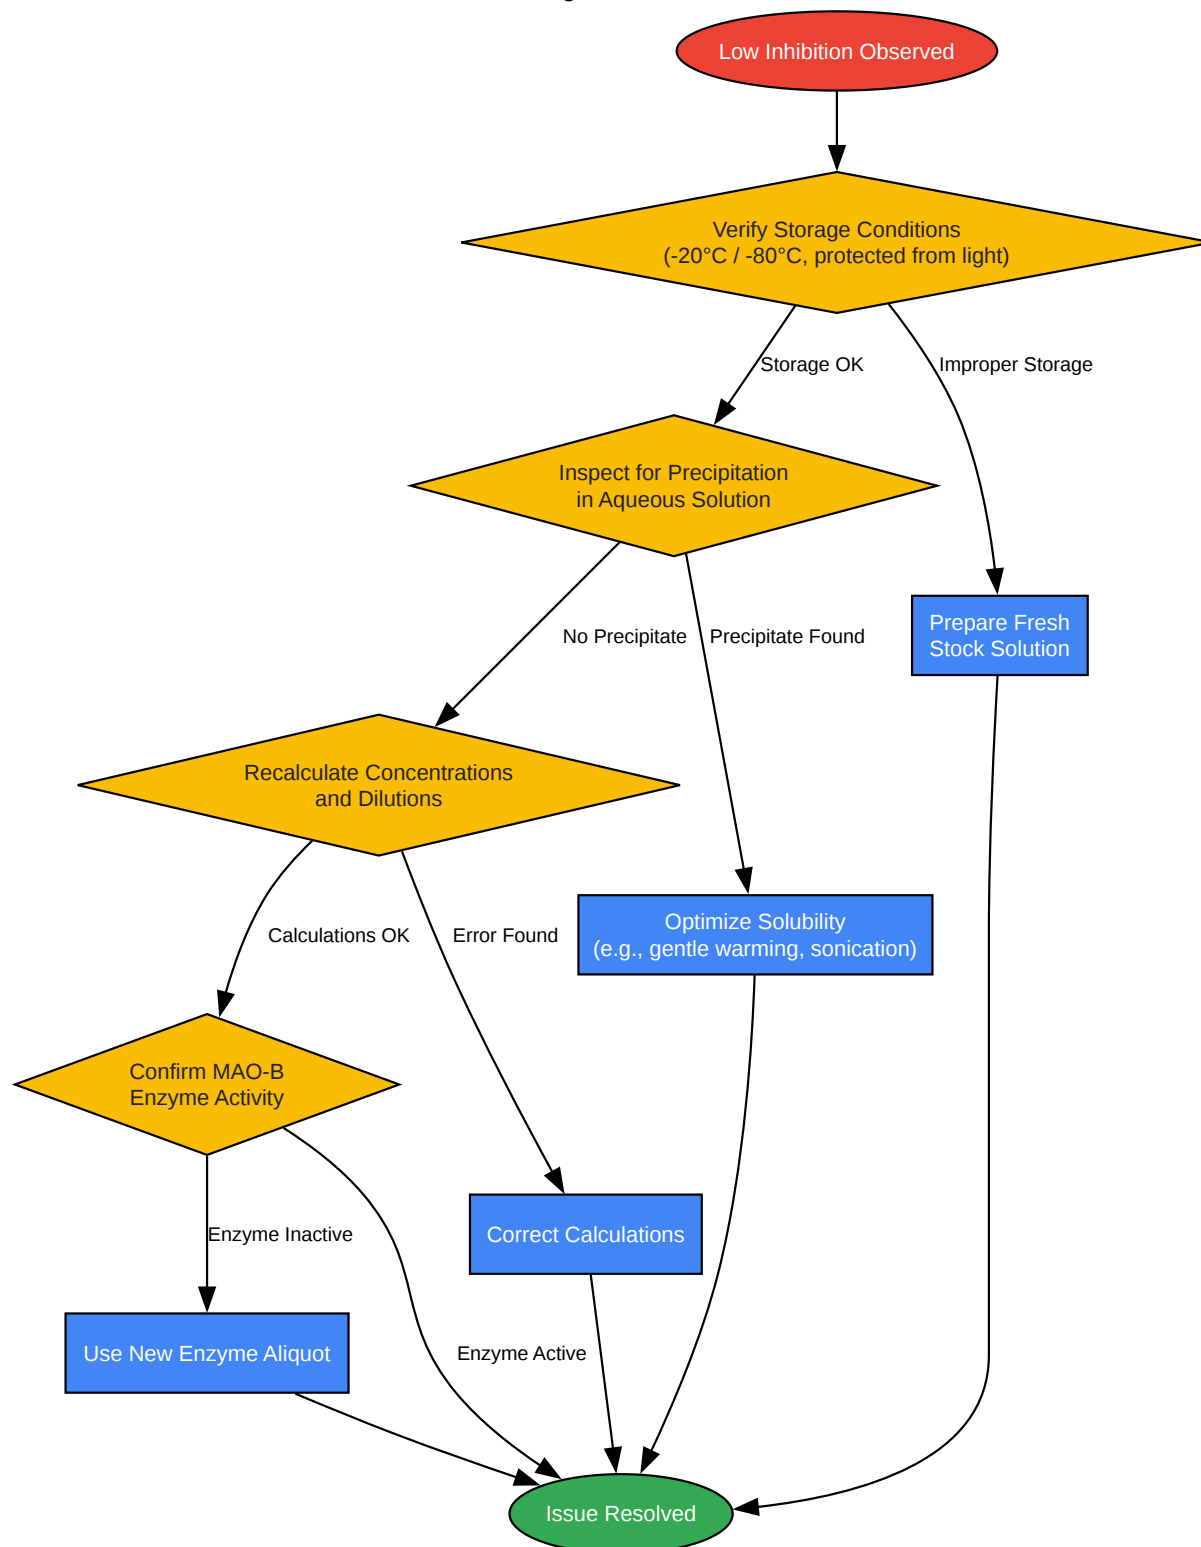 Low Inhibition Observed
Verify Storage Conditions
(-20°C / -80°C, protected from light)
Storage OK
Improper Storage
Inspect for Precipitation
in Aqueous Solution
No Precipitate
Precipitate Found
Prepare Fresh
Stock Solution
Recalculate Concentrations
and Dilutions
Calculations OK
Error Found
Optimize Solubility
(e.g., gentle warming, sonication)
Confirm MAO-B
Enzyme Activity
Enzyme Inactive
Correct Calculations
Use New Enzyme Aliquot
Enzyme Active
Issue Resolved